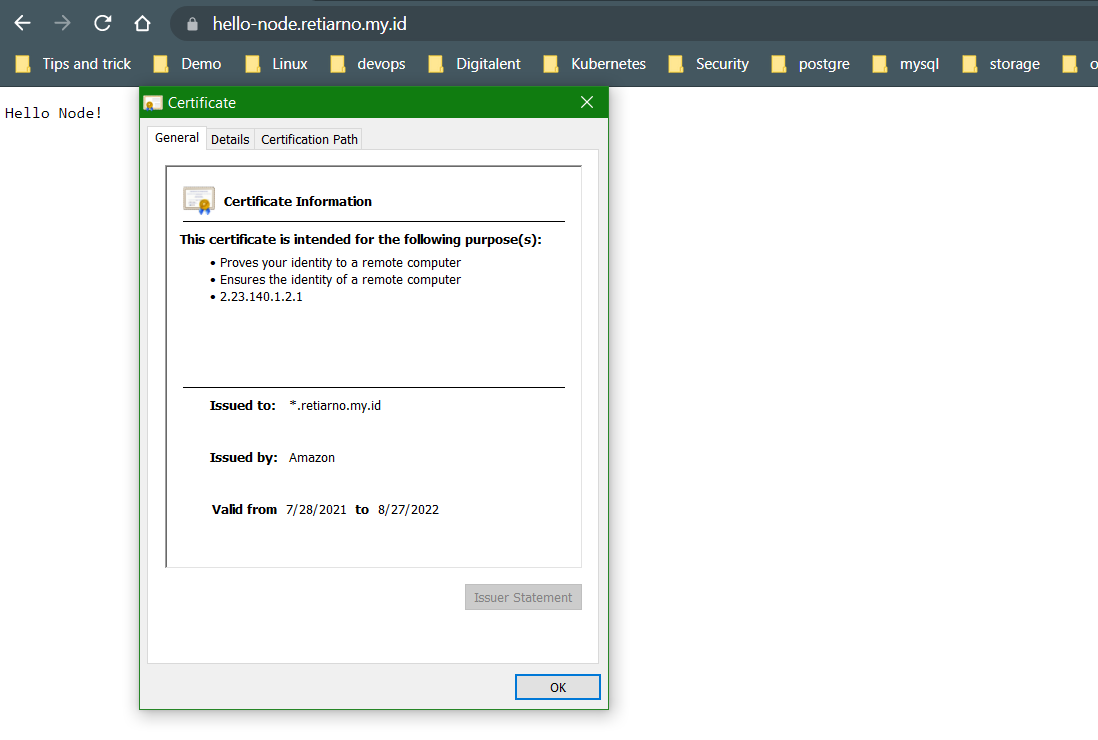 hello-node.retiarno.my.id
Tips and trick Demo Linux devops Digitalent Kubernetes Security postgre mysql storage
Hello Node!
Certificate
General Details Certification Path
Certificate Information
This certificate is intended for the following purpose(s):
• Proves your identity to a remote computer
• Ensures the identity of a remote computer
• 2.23.140.1.2.1
Issued to: *.retiarno.my.id
Issued by: Amazon
Valid from 7/28/2021 to 8/27/2022
Issuer Statement
OK